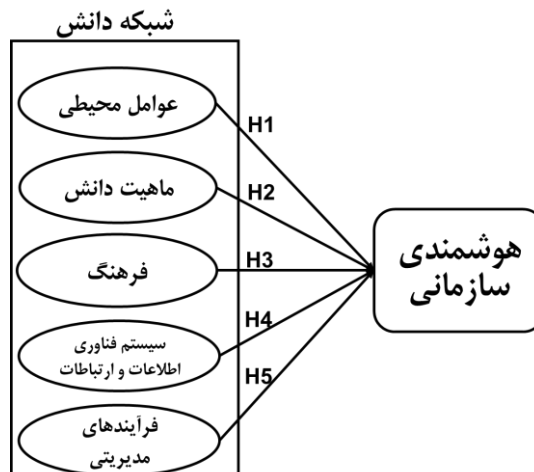 شبکه دانش
عوامل محیطی
H1
ماهیت دانش
H2
فرهنگ
H3
سیستم فناوری
اطلاعات و ارتباطات
H4
فرآیندهای
مدیریتی
H5
هوشمندی
سازمانی